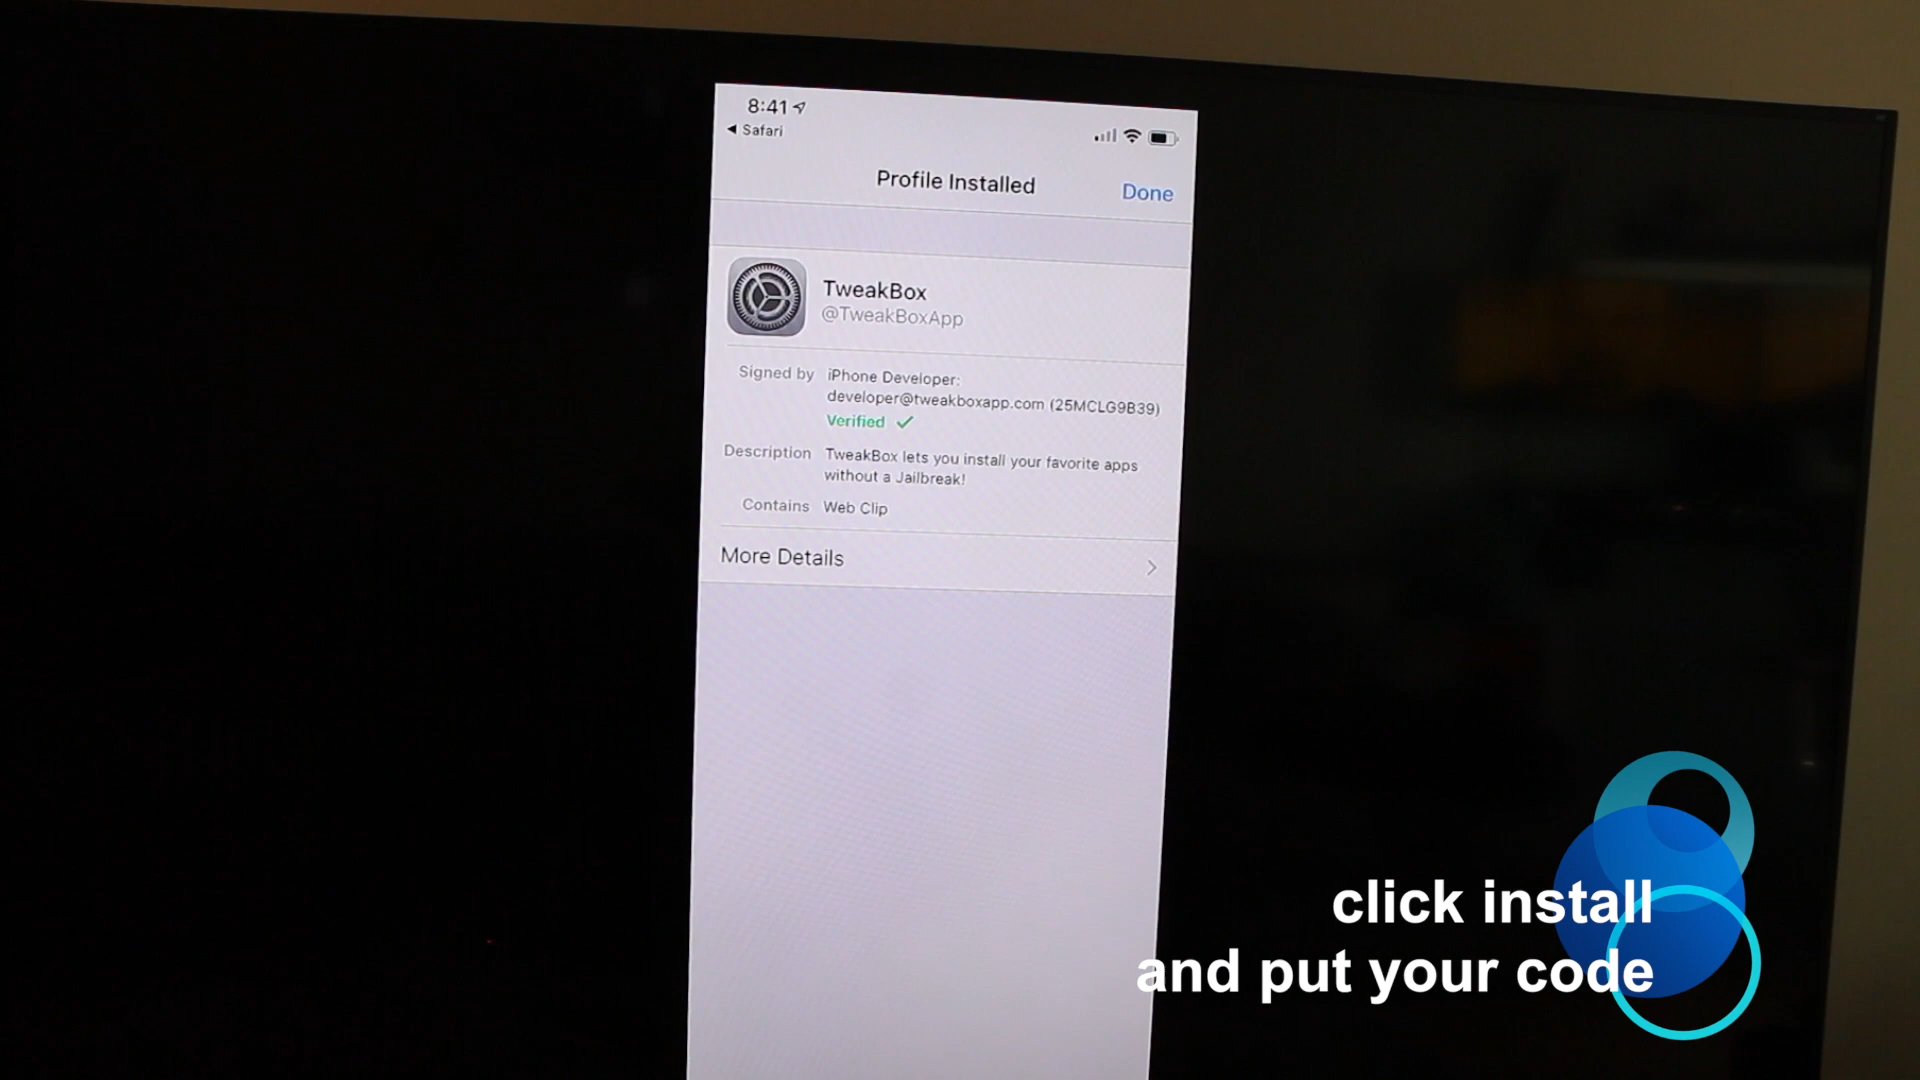 8:41
Safari
Profile Installed
Done
TweakBox
@TweakBoxApp
Signed by
iPhone Developer:
developer@tweakboxapp.com (25MCLG9B39)
Verified
Description
TweakBox lets you install your favorite apps
without a Jailbreak!
Contains
Web Clip
More Details
click install
and put your code